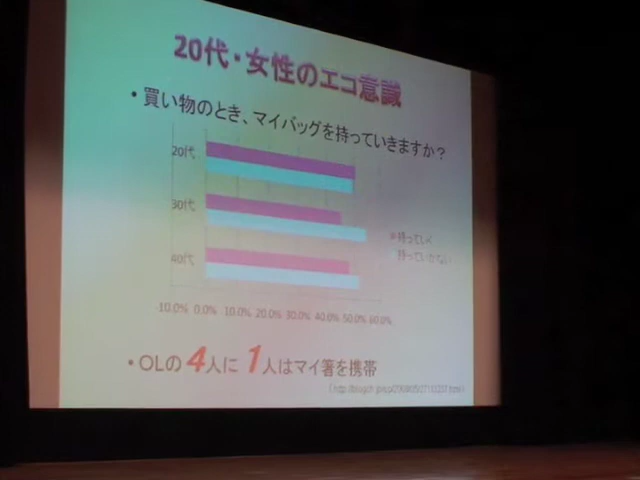 20代・女性のエコ意識
• 買い物のとき、マイバッグを持っていきますか？
20代
30代
40代
持っていく
持っていかない
-10.0% 0.0% 10.0% 20.0% 30.0% 40.0% 50.0% 60.0%
• OLの4人に1人はマイ箸を携帯